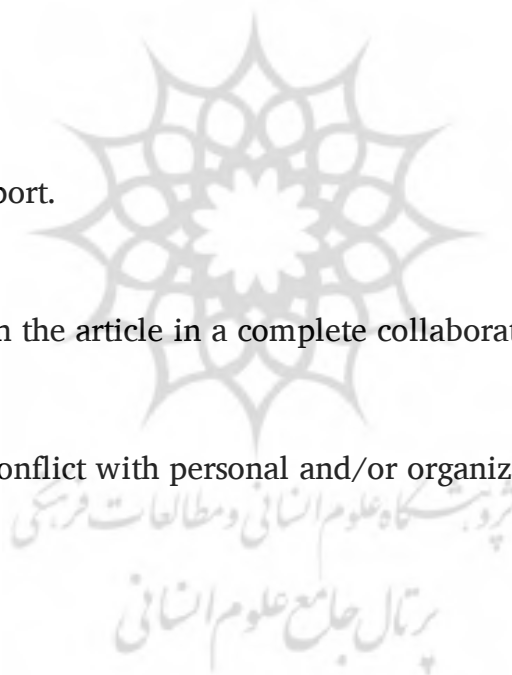 port.
n the article in a complete collaborat
onflict with personal and/or organiz
پژوهشگاه علوم انسانی و مطالعات فرهنگی
پرتال جامع علوم انسانی